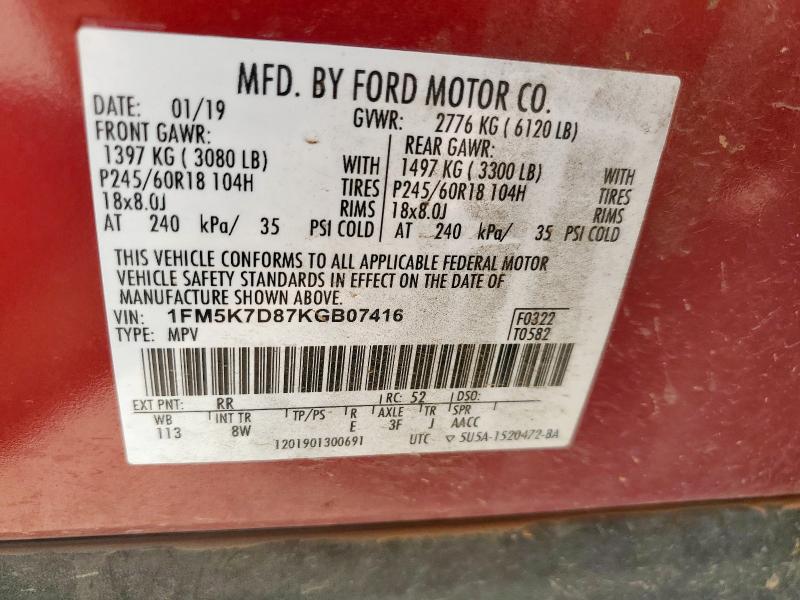 MFD. BY FORD MOTOR CO.
DATE: 01/19 GVWR: 2776 KG ( 6120 LB)
FRONT GAWR: REAR GAWR:
1397 KG ( 3080 LB) WITH 1497 KG ( 3300 LB) WITH
P245/60R18 104H TIRES P245/60R18 104H TIRES
18x8.0J RIMS 18x8.0J RIMS
AT 240 kPa/ 35 PSI COLD AT 240 kPa/ 35 PSI COLD
THIS VEHICLE CONFORMS TO ALL APPLICABLE FEDERAL MOTOR
VEHICLE SAFETY STANDARDS IN EFFECT ON THE DATE OF
MANUFACTURE SHOWN ABOVE.
VIN: 1FM5K7D87KGB07416 F0322
TYPE: MPV T0582
EXT PNT: RR RC: 52 DSO:
WB INT TR TP/PS R AXLE TR SPR
113 8W E 3F J AACC
1201901300691 UTC ▽ 5U5A-1520472-BA